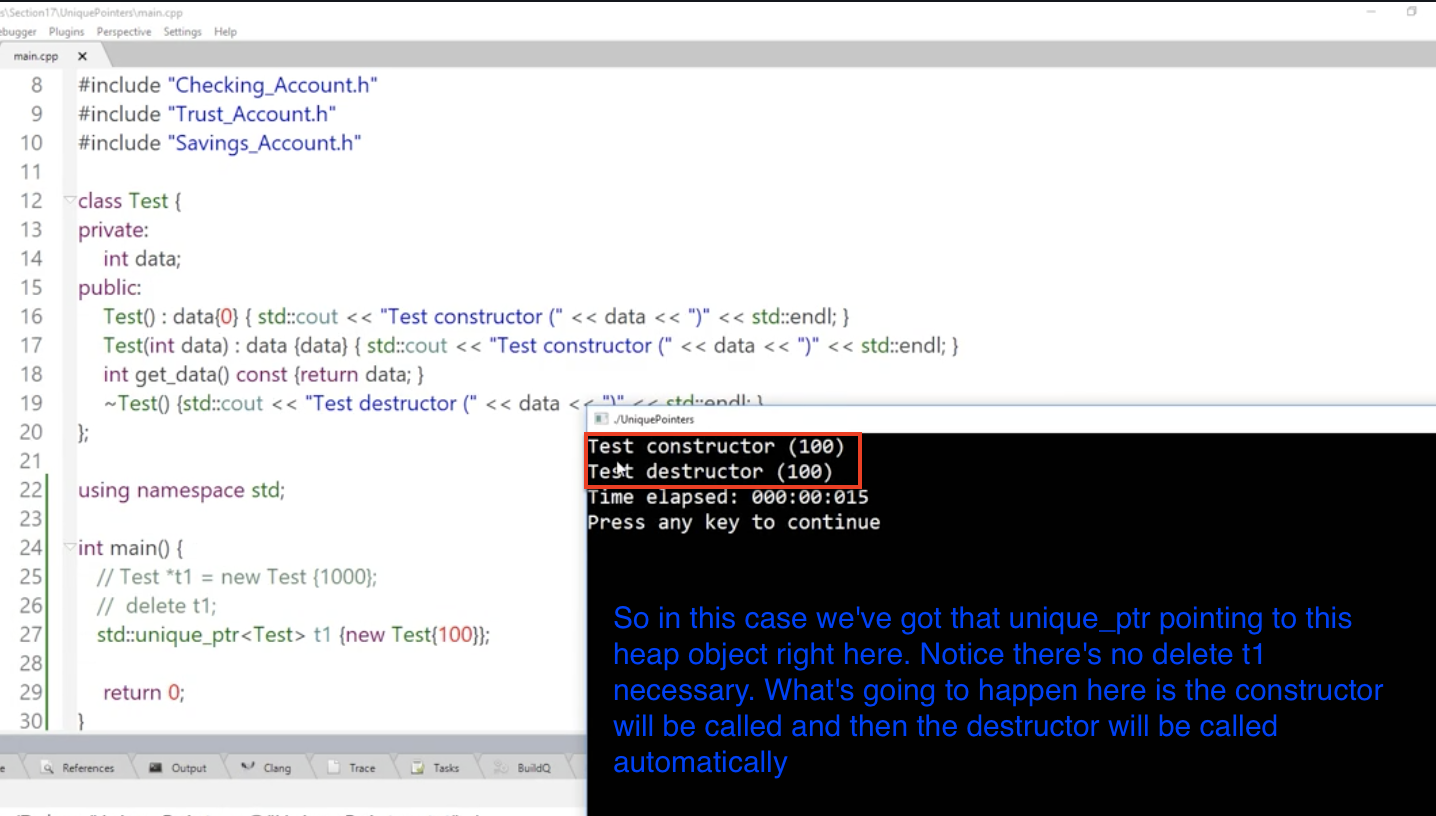 s\Section17\UniquePointers\main.cpp
ebugger Plugins Perspective Settings Help
main.cpp
8 #include "Checking_Account.h"
9 #include "Trust_Account.h"
10 #include "Savings_Account.h"
11
12 class Test {
13 private:
14 int data;
15 public:
16 Test() : data{0} { std::cout << "Test constructor (" << data << ")" << std::endl; }
17 Test(int data) : data {data} { std::cout << "Test constructor (" << data << ")" << std::endl; }
18 int get_data() const {return data; }
19 ~Test() {std::cout << "Test destructor (" << data << ")" << std::endl; }
20 };
21
22 using namespace std;
23
24 int main() {
25 // Test *t1 = new Test {1000};
26 // delete t1;
27 std::unique_ptr<Test> t1 {new Test{100}};
28
29 return 0;
30 }
./UniquePointers
Test constructor (100)
Test destructor (100)
Time elapsed: 000:00:015
Press any key to continue
So in this case we've got that unique_ptr pointing to this
heap object right here. Notice there's no delete t1
necessary. What's going to happen here is the constructor
will be called and then the destructor will be called
automatically
e References Output Clang Trace Tasks BuildQ